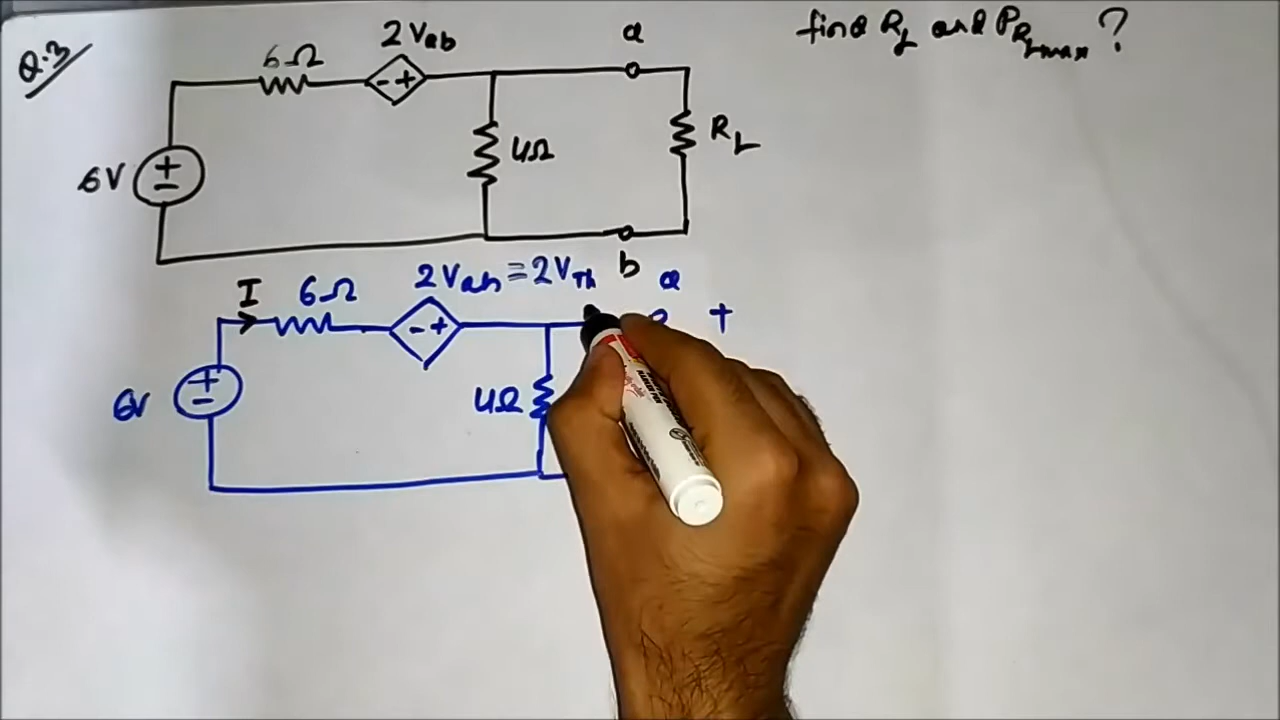 Q.3
find RL and PRLmax ?
6Ω
2Vab
a
6V
+
−
- +
4Ω
RL
b
I
6Ω
2Vab = 2VTh
a
+
6V
+
−
- +
4Ω